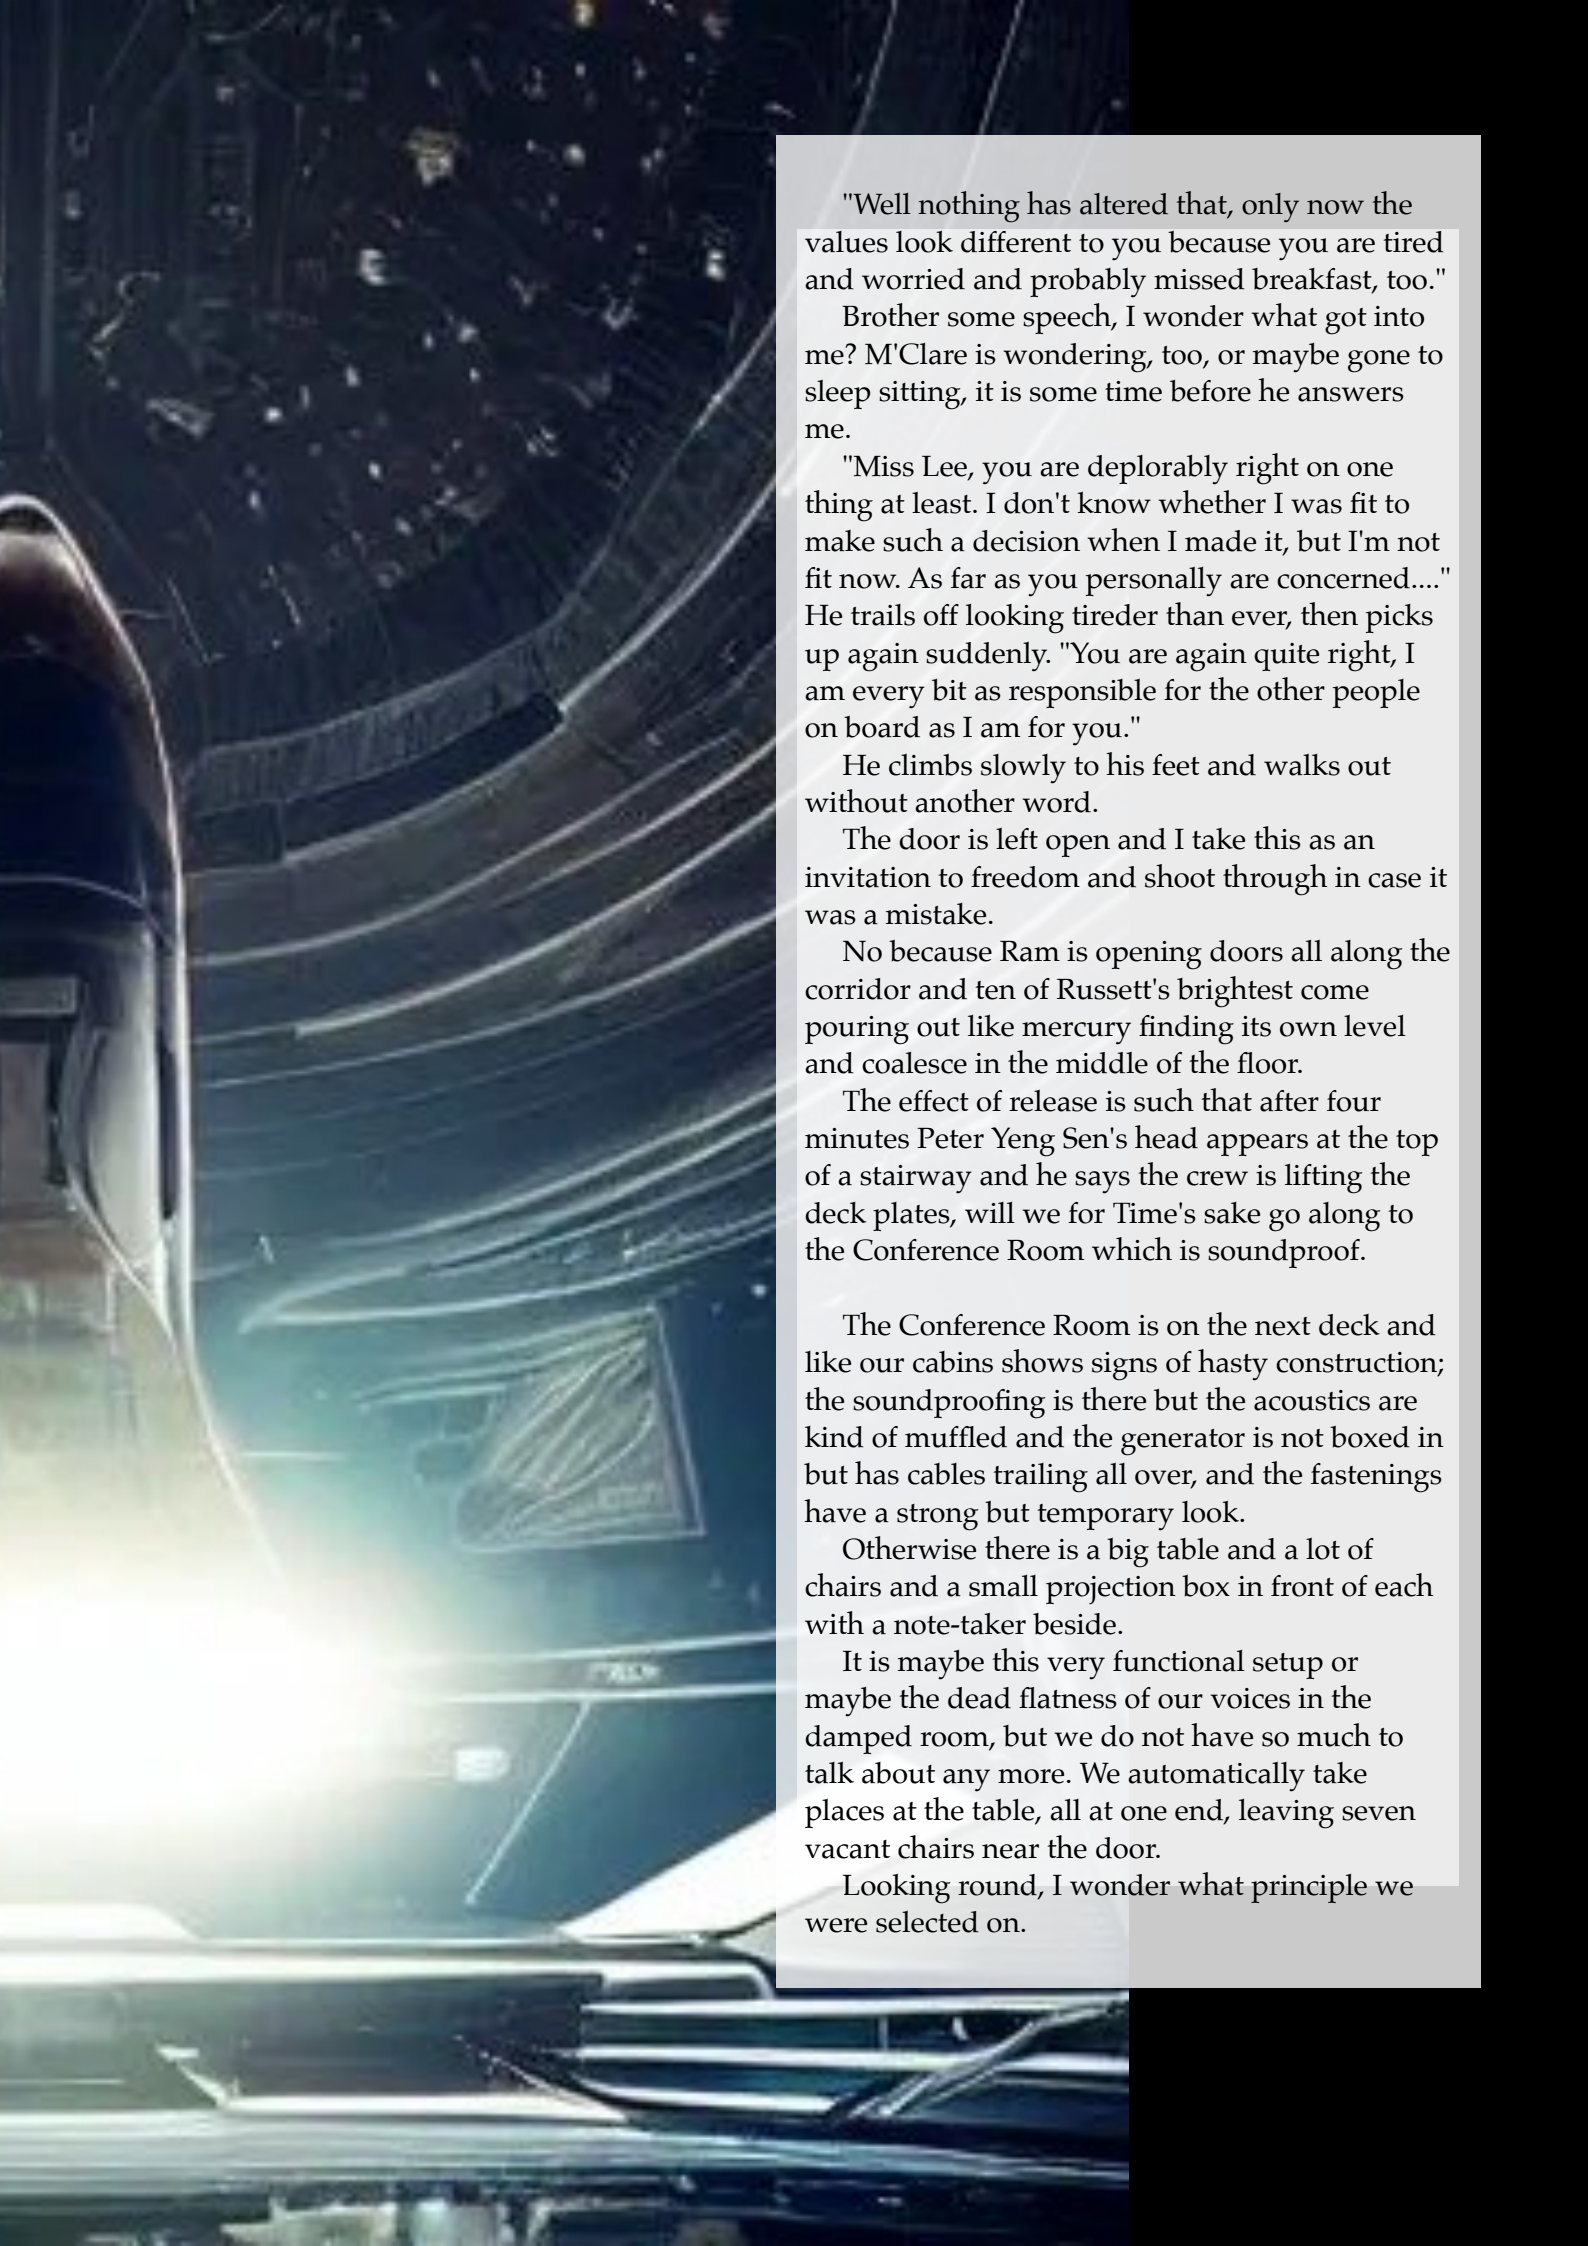 "Well nothing has altered that, only now the
values look different to you because you are tired
and worried and probably missed breakfast, too."
Brother some speech, I wonder what got into
me? M'Clare is wondering, too, or maybe gone to
sleep sitting, it is some time before he answers
me.
"Miss Lee, you are deplorably right on one
thing at least. I don't know whether I was fit to
make such a decision when I made it, but I'm not
fit now. As far as you personally are concerned...."
He trails off looking tireder than ever, then picks
up again suddenly. "You are again quite right, I
am every bit as responsible for the other people
on board as I am for you."
He climbs slowly to his feet and walks out
without another word.
The door is left open and I take this as an
invitation to freedom and shoot through in case it
was a mistake.
No because Ram is opening doors all along the
corridor and ten of Russett's brightest come
pouring out like mercury finding its own level
and coalesce in the middle of the floor.
The effect of release is such that after four
minutes Peter Yeng Sen's head appears at the top
of a stairway and he says the crew is lifting the
deck plates, will we for Time's sake go along to
the Conference Room which is soundproof.
The Conference Room is on the next deck and
like our cabins shows signs of hasty construction;
the soundproofing is there but the acoustics are
kind of muffled and the generator is not boxed in
but has cables trailing all over, and the fastenings
have a strong but temporary look.
Otherwise there is a big table and a lot of
chairs and a small projection box in front of each
with a note-taker beside.
It is maybe this very functional setup or
maybe the dead flatness of our voices in the
damped room, but we do not have so much to
talk about any more. We automatically take
places at the table, all at one end, leaving seven
vacant chairs near the door.
Looking round, I wonder what principle we
were selected on.